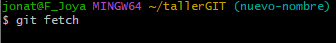 jonat@F_Joya MINGW64 ~/tallerGIT (nuevo-nombre)
$ git fetch